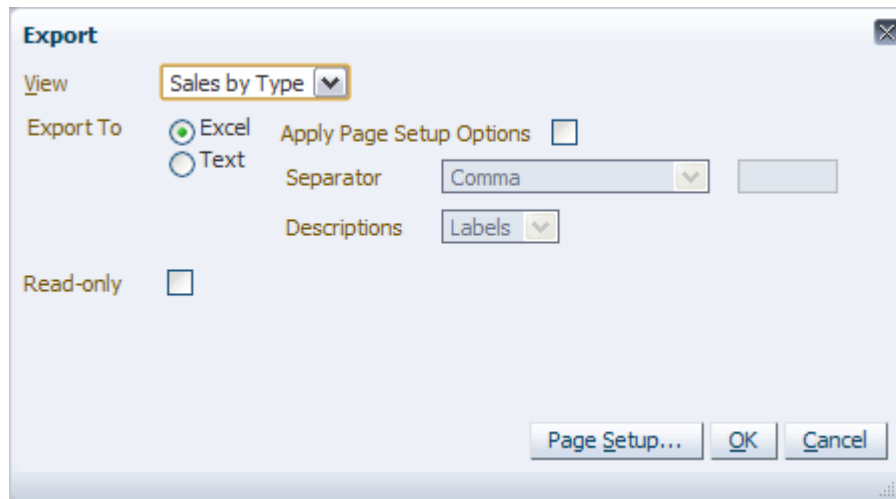 Export
View Sales by Type
Export To Excel Apply Page Setup Options
Text
Separator Comma
Descriptions Labels
Read-only
Page Setup... OK Cancel